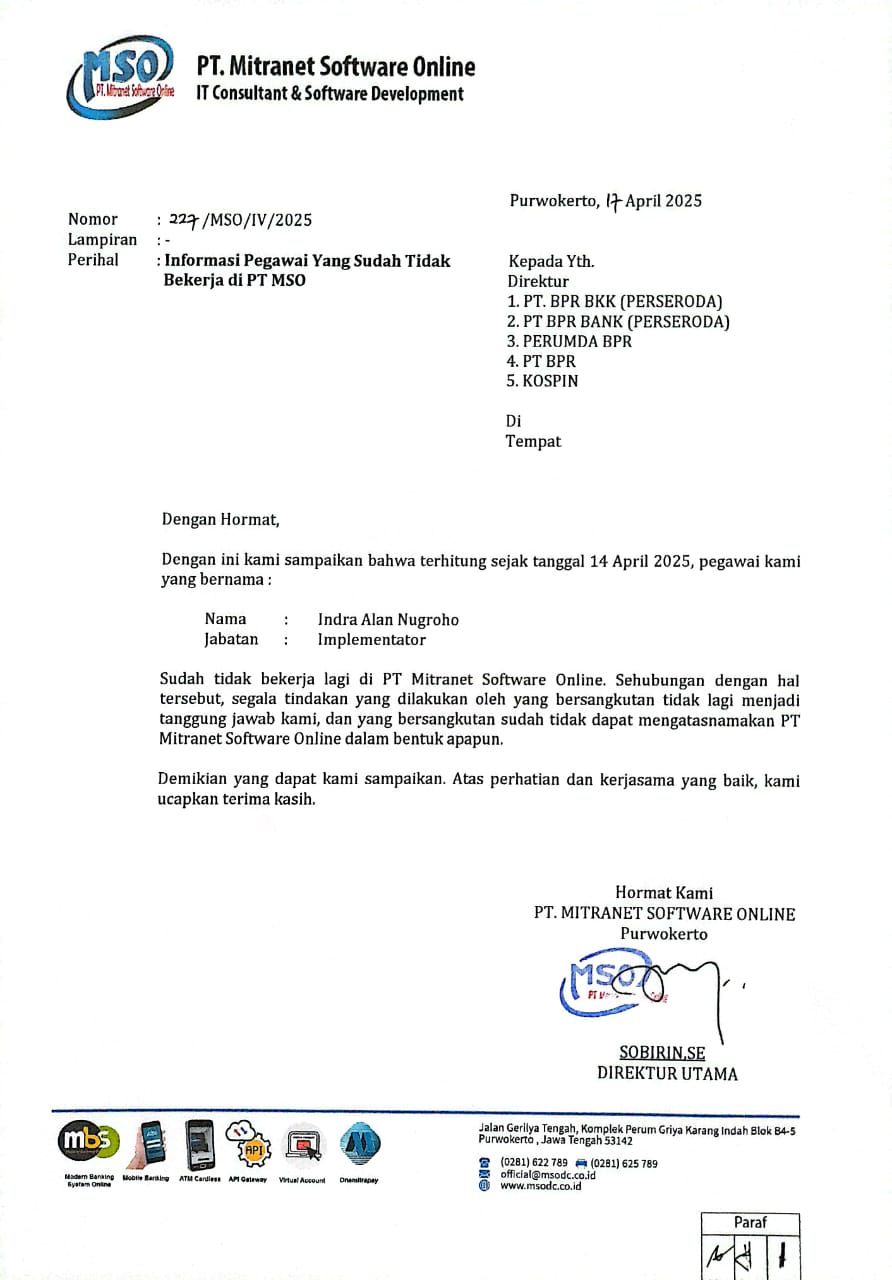 MSO
PT. Mitranet Software Online
PT. Mitranet Software Online
IT Consultant & Software Development
Purwokerto, 17 April 2025
Nomor : 227/MSO/IV/2025
Lampiran : -
Perihal : Informasi Pegawai Yang Sudah Tidak
Bekerja di PT MSO
Kepada Yth.
Direktur
1. PT. BPR BKK (PERSERODA)
2. PT BPR BANK (PERSERODA)
3. PERUMDA BPR
4. PT BPR
5. KOSPIN
Di
Tempat
Dengan Hormat,
Dengan ini kami sampaikan bahwa terhitung sejak tanggal 14 April 2025, pegawai kami
yang bernama :
Nama : Indra Alan Nugroho
Jabatan : Implementator
Sudah tidak bekerja lagi di PT Mitranet Software Online. Sehubungan dengan hal
tersebut, segala tindakan yang dilakukan oleh yang bersangkutan tidak lagi menjadi
tanggung jawab kami, dan yang bersangkutan sudah tidak dapat mengatasnamakan PT
Mitranet Software Online dalam bentuk apapun.
Demikian yang dapat kami sampaikan. Atas perhatian dan kerjasama yang baik, kami
ucapkan terima kasih.
Hormat Kami
PT. MITRANET SOFTWARE ONLINE
Purwokerto
MSO
SOBIRIN,SE
DIREKTUR UTAMA
mbs
API
Modern Banking
System Online
Mobile Banking
ATM Cardless
API Gateway
Virtual Account
Jalan Gerilya Tengah, Komplek Perum Griya Karang Indah Blok B4-5
Purwokerto , Jawa Tengah 53142
(0281) 622 789 (0281) 625 789
official@msodc.co.id
www.msodc.co.id
Paraf